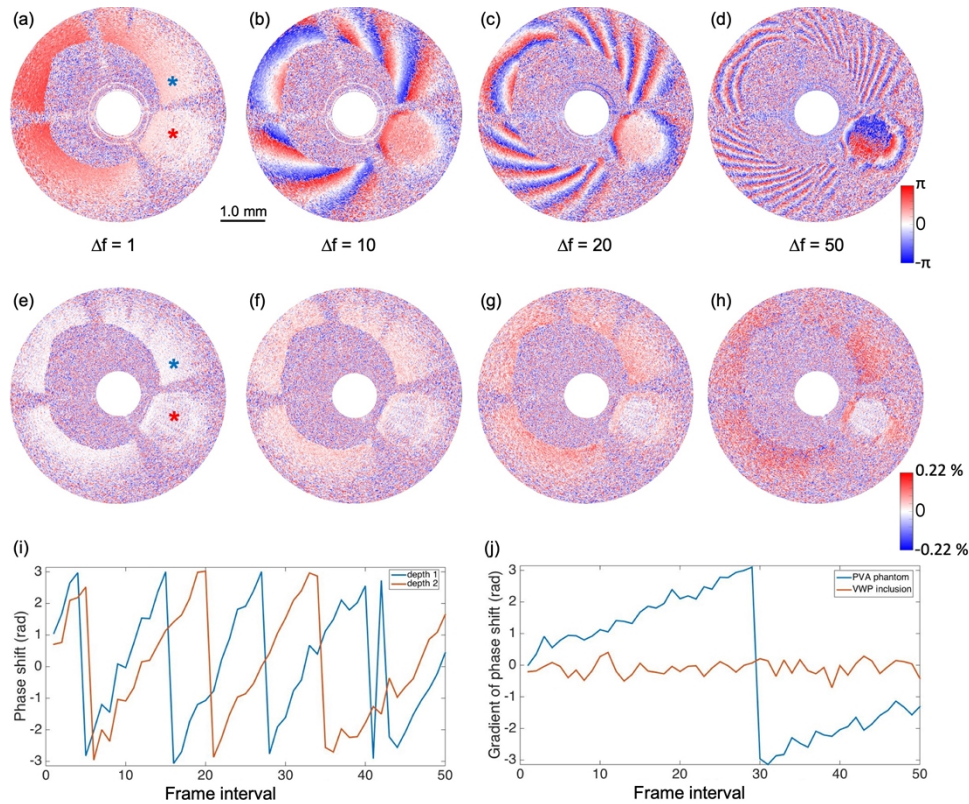 (a) (b) (c) (d)
* *
1.0 mm
π
0
-π
Δf = 1 Δf = 10 Δf = 20 Δf = 50
(e) (f) (g) (h)
* *
0.22 %
0
-0.22 %
(i)
Phase shift (rad)
3
2
1
0
-1
-2
-3
0 10 20 30 40 50
Frame interval
depth 1
depth 2
(j)
Gradient of phase shift (rad)
3
2
1
0
-1
-2
-3
0 10 20 30 40 50
Frame interval
PVA phantom
VWP inclusion